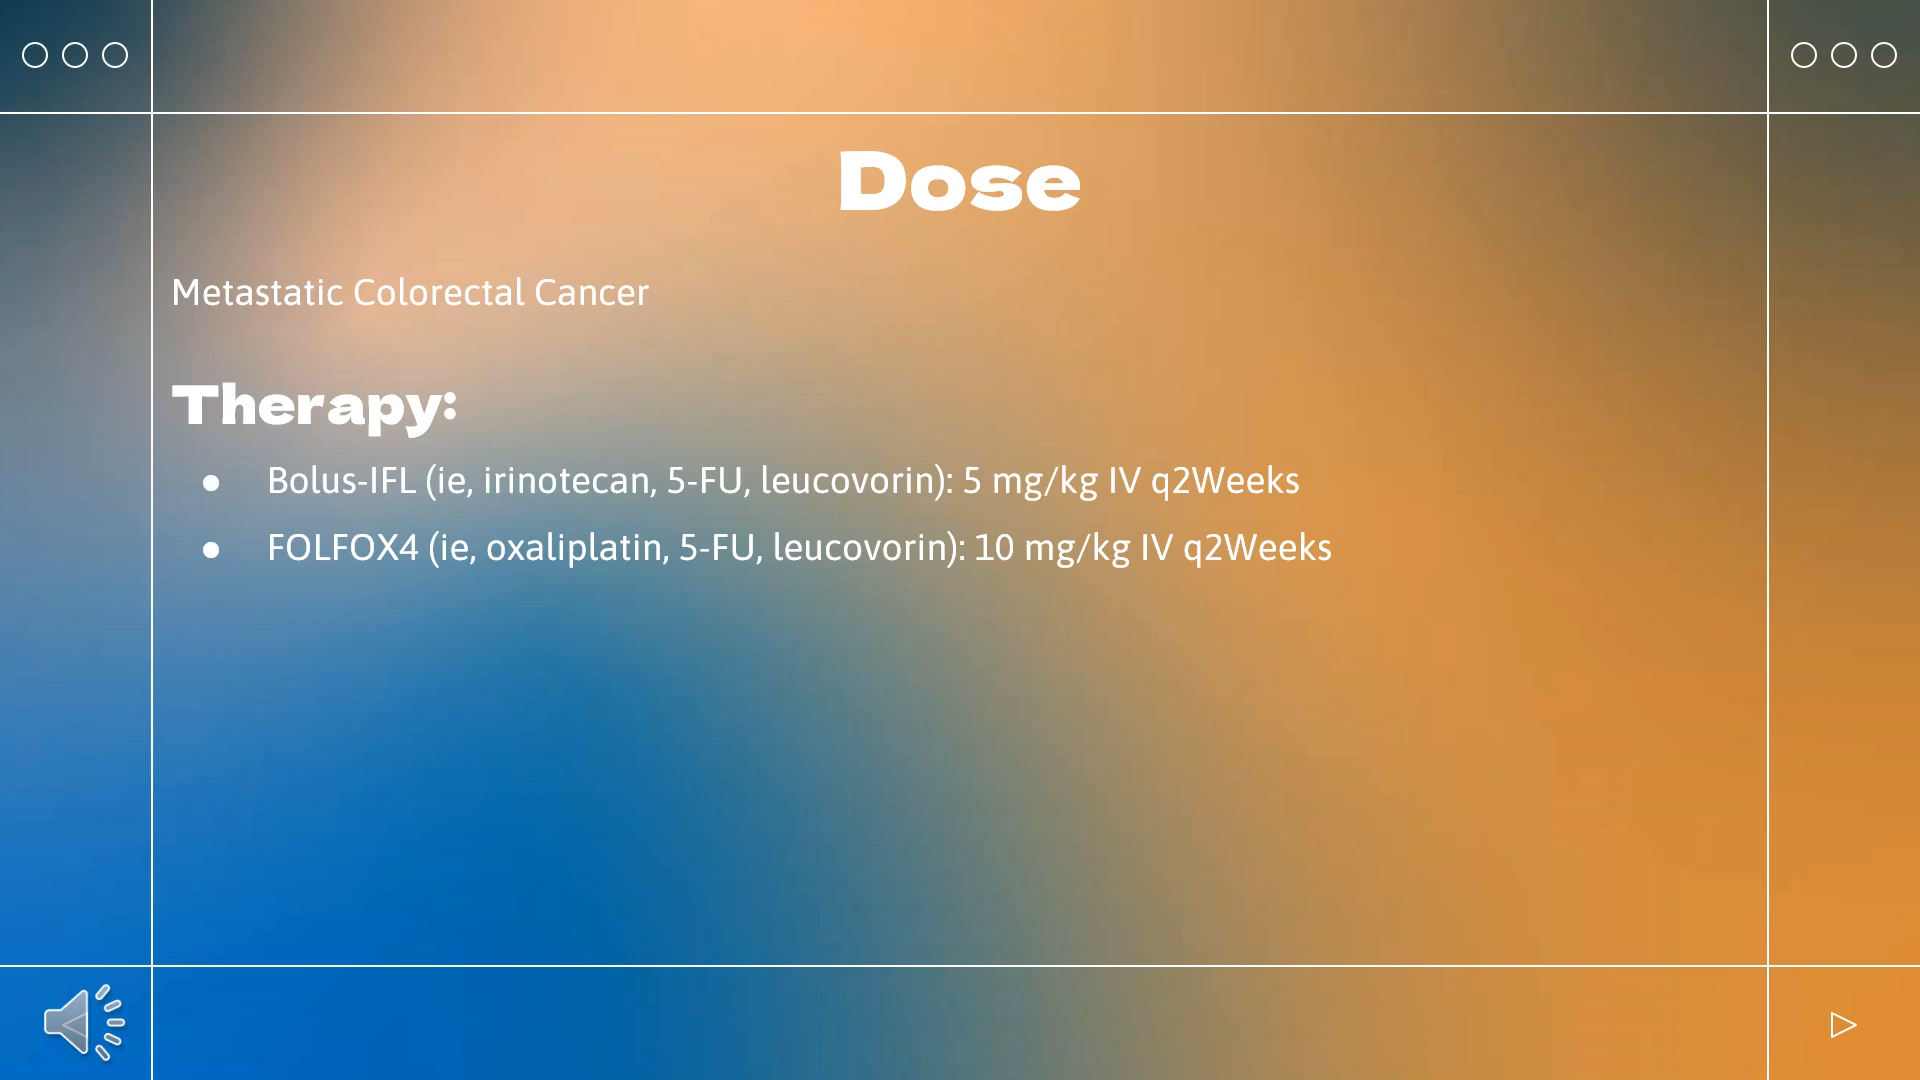 Dose
Metastatic Colorectal Cancer
Therapy:
● Bolus-IFL (ie, irinotecan, 5-FU, leucovorin): 5 mg/kg IV q2Weeks
● FOLFOX4 (ie, oxaliplatin, 5-FU, leucovorin): 10 mg/kg IV q2Weeks